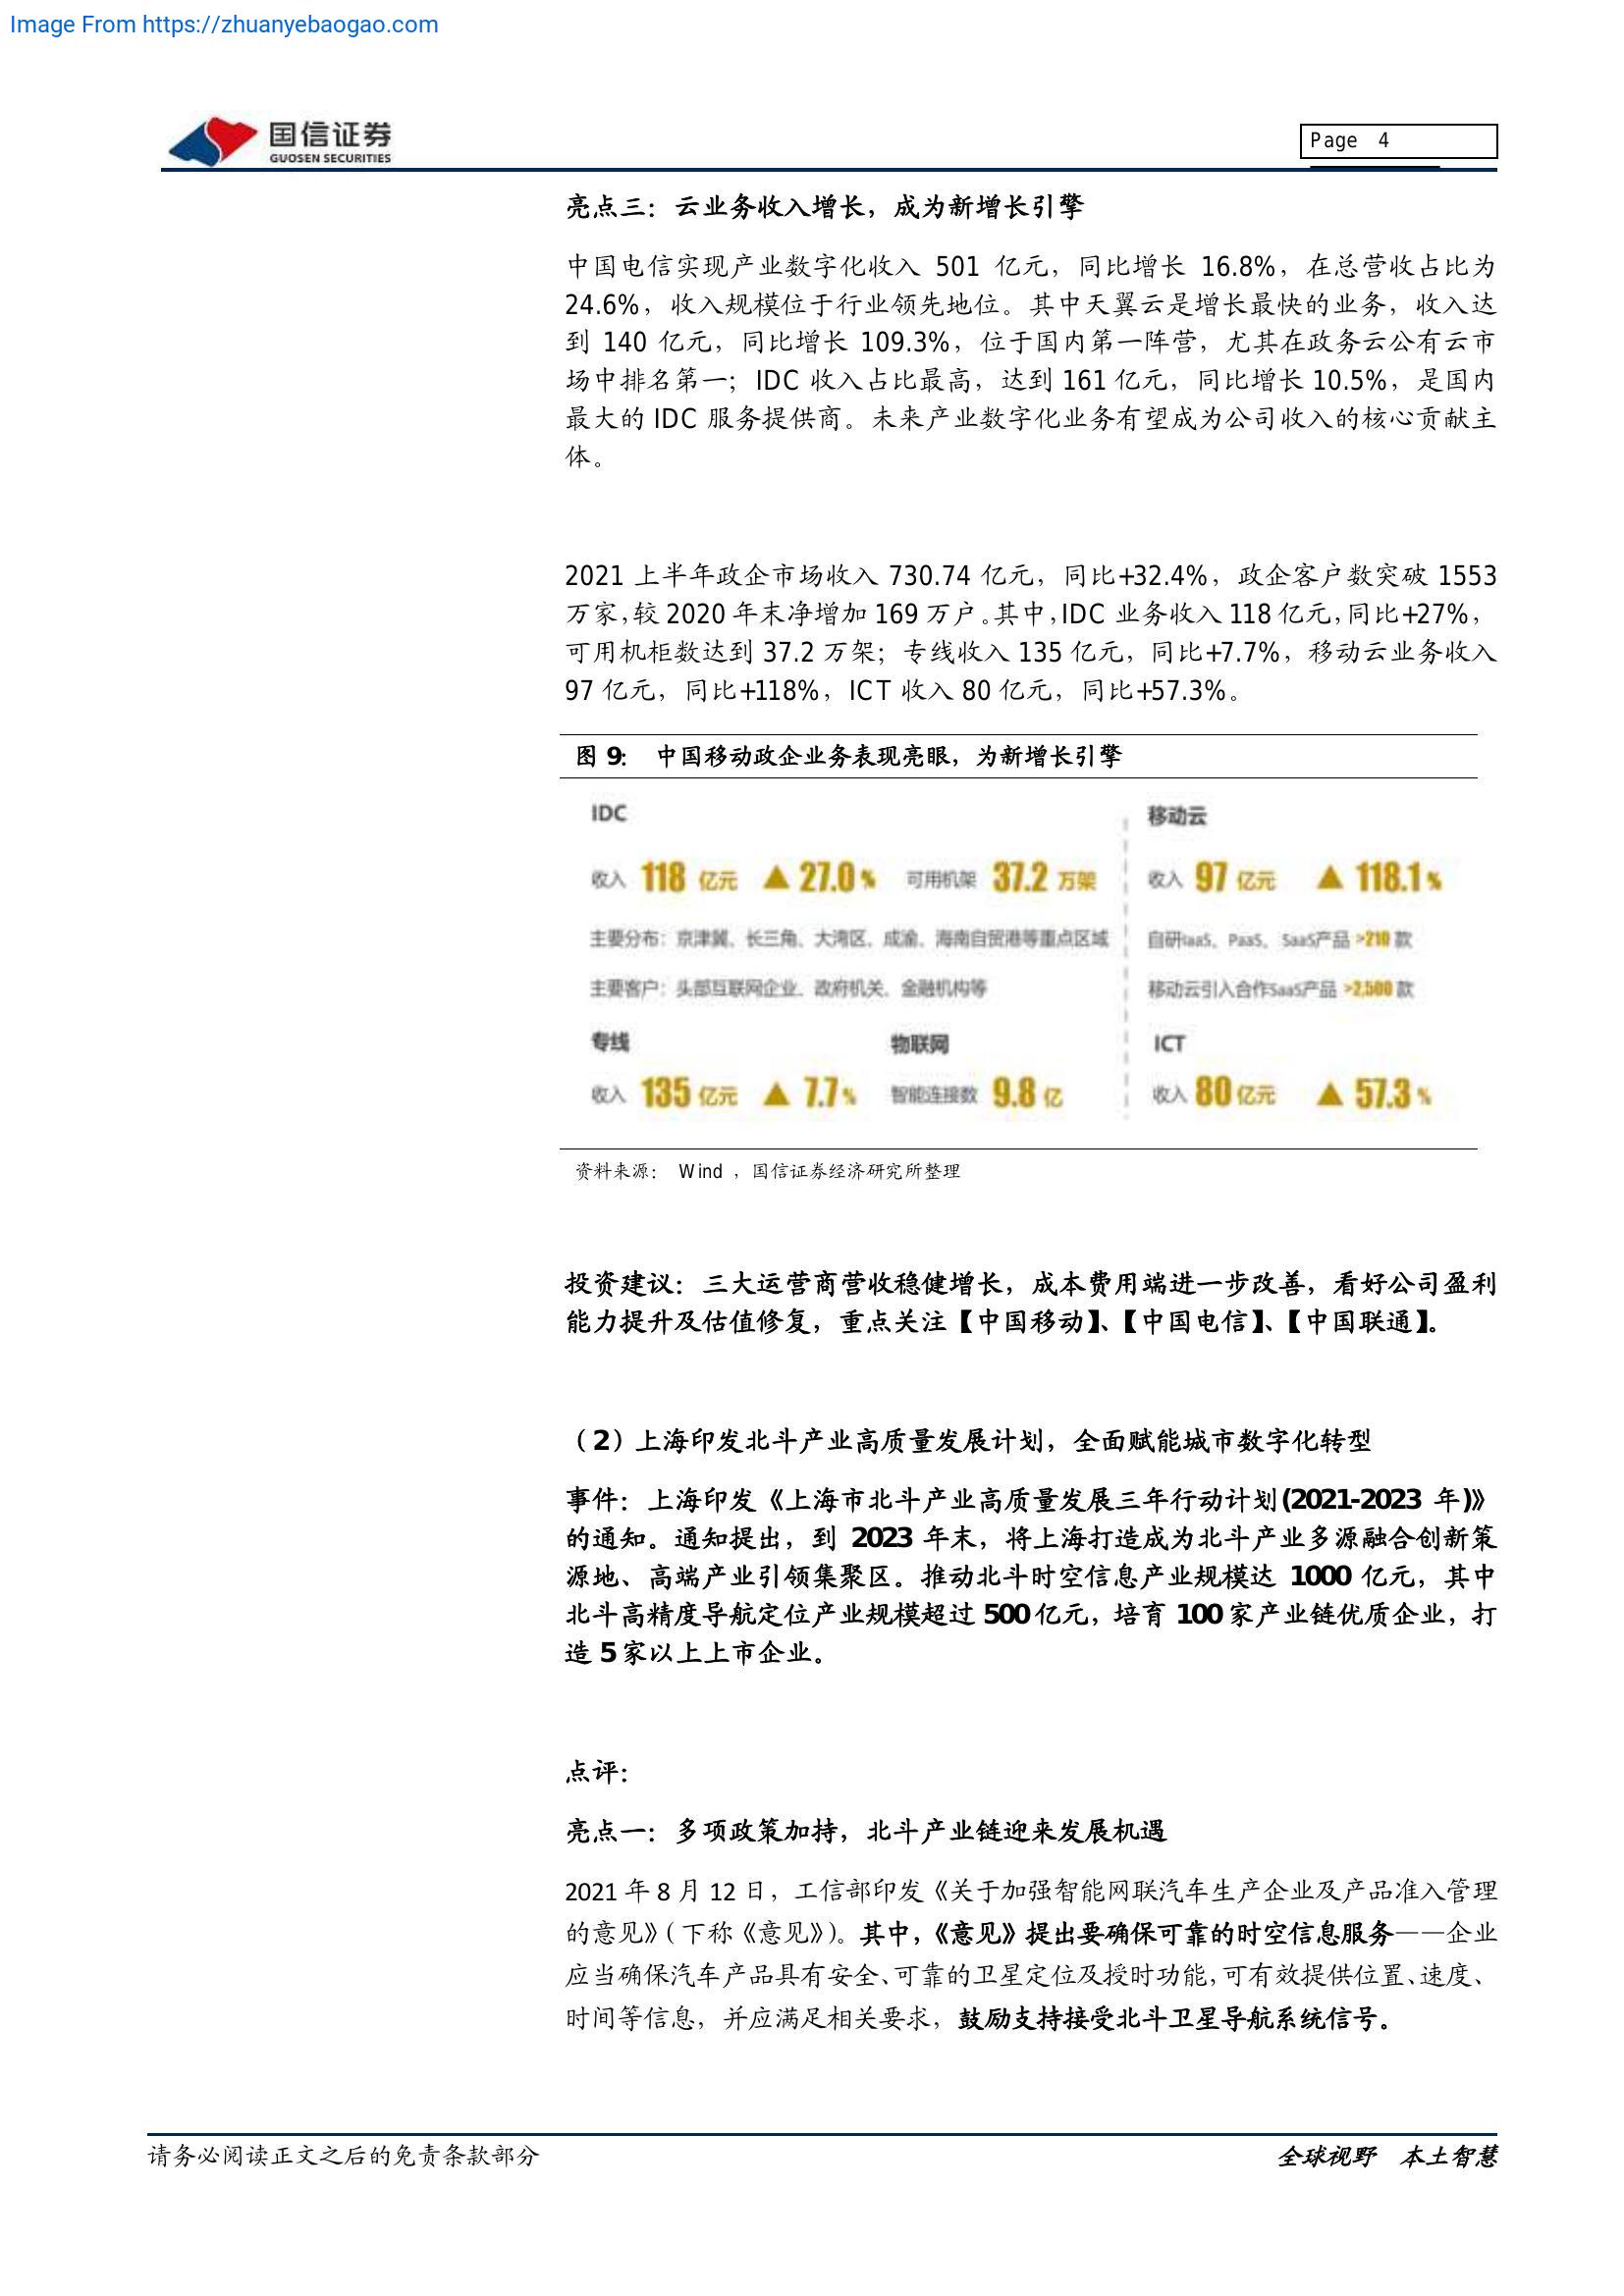 Image From https://zhuanyebaogao.com
国信证券
GUOSEN SECURITIES
Page 4
亮点三：云业务收入增长，成为新增长引擎
中国电信实现产业数字化收入 501 亿元，同比增长 16.8%，在总营收占比为
24.6%，收入规模位于行业领先地位。其中天翼云是增长最快的业务，收入达
到 140 亿元，同比增长 109.3%，位于国内第一阵营，尤其在政务云公有云市
场中排名第一；IDC 收入占比最高，达到 161 亿元，同比增长 10.5%，是国内
最大的 IDC 服务提供商。未来产业数字化业务有望成为公司收入的核心贡献主
体。
2021 上半年政企市场收入 730.74 亿元，同比+32.4%，政企客户数突破 1553
万家，较 2020 年末净增加 169 万户。其中，IDC 业务收入 118 亿元，同比+27%，
可用机柜数达到 37.2 万架；专线收入 135 亿元，同比+7.7%，移动云业务收入
97 亿元，同比+118%，ICT 收入 80 亿元，同比+57.3%。
图 9: 中国移动政企业务表现亮眼，为新增长引擎
IDC
移动云
收入 118 亿元 ▲ 27.0% 可用机架 37.2 万架
收入 97 亿元 ▲ 118.1%
主要分布：京津冀、长三角、大湾区、成渝、海南自贸港等重点区域
自研IaaS、PaaS、SaaS产品 >210 款
主要客户：头部互联网企业、政府机关、金融机构等
移动云引入合作SaaS产品 >2,500 款
专线
物联网
ICT
收入 135 亿元 ▲ 7.7% 智能连接数 9.8 亿
收入 80 亿元 ▲ 57.3%
资料来源： Wind ，国信证券经济研究所整理
投资建议：三大运营商营收稳健增长，成本费用端进一步改善，看好公司盈利
能力提升及估值修复，重点关注【中国移动】、【中国电信】、【中国联通】。
（2）上海印发北斗产业高质量发展计划，全面赋能城市数字化转型
事件：上海印发《上海市北斗产业高质量发展三年行动计划(2021-2023 年)》
的通知。通知提出，到 2023 年末，将上海打造成为北斗产业多源融合创新策
源地、高端产业引领集聚区。推动北斗时空信息产业规模达 1000 亿元，其中
北斗高精度导航定位产业规模超过 500 亿元，培育 100 家产业链优质企业，打
造 5 家以上上市企业。
点评：
亮点一：多项政策加持，北斗产业链迎来发展机遇
2021 年 8 月 12 日，工信部印发《关于加强智能网联汽车生产企业及产品准入管理
的意见》（下称《意见》）。其中，《意见》提出要确保可靠的时空信息服务——企业
应当确保汽车产品具有安全、可靠的卫星定位及授时功能，可有效提供位置、速度、
时间等信息，并应满足相关要求，鼓励支持接受北斗卫星导航系统信号。
请务必阅读正文之后的免责条款部分
全球视野 本土智慧